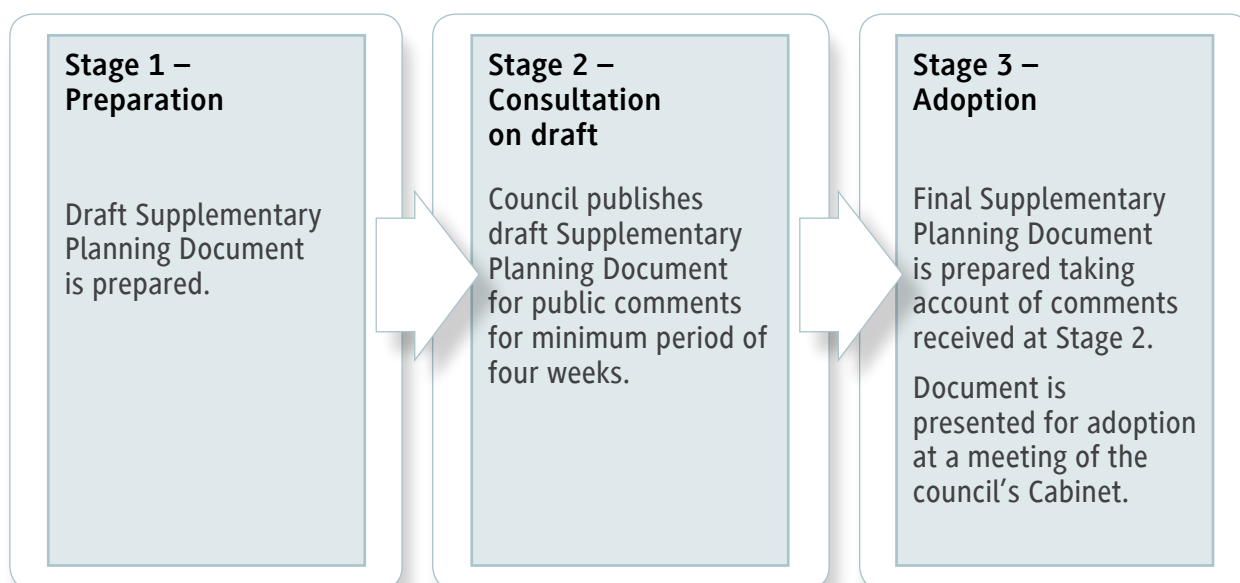 Stage 1 –
Preparation
Draft Supplementary
Planning Document
is prepared.
Stage 2 –
Consultation
on draft
Council publishes
draft Supplementary
Planning Document
for public comments
for minimum period of
four weeks.
Stage 3 –
Adoption
Final Supplementary
Planning Document
is prepared taking
account of comments
received at Stage 2.
Document is
presented for adoption
at a meeting of the
council’s Cabinet.